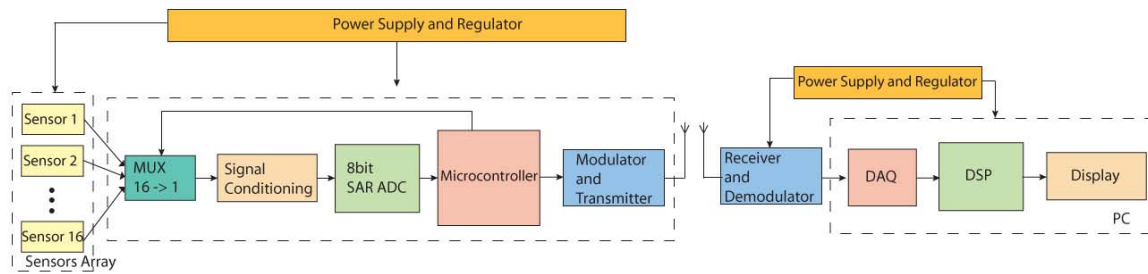 Power Supply and Regulator
Sensor 1
Sensor 2
Sensor 16
Sensors Array
MUX
16 -> 1
Signal
Conditioning
8bit
SAR ADC
Microcontroller
Modulator
and
Transmitter
Power Supply and Regulator
Receiver
and
Demodulator
DAQ
DSP
Display
PC